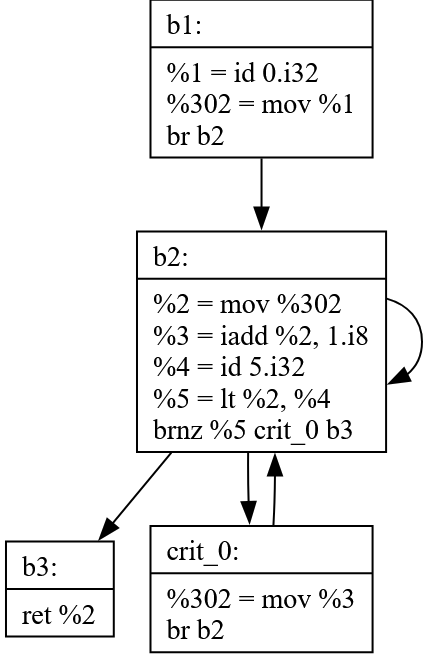 b1:
%1 = id 0.i32
%302 = mov %1
br b2
b2:
%2 = mov %302
%3 = iadd %2, 1.i8
%4 = id 5.i32
%5 = lt %2, %4
brnz %5 crit_0 b3
b3:
ret %2
crit_0:
%302 = mov %3
br b2